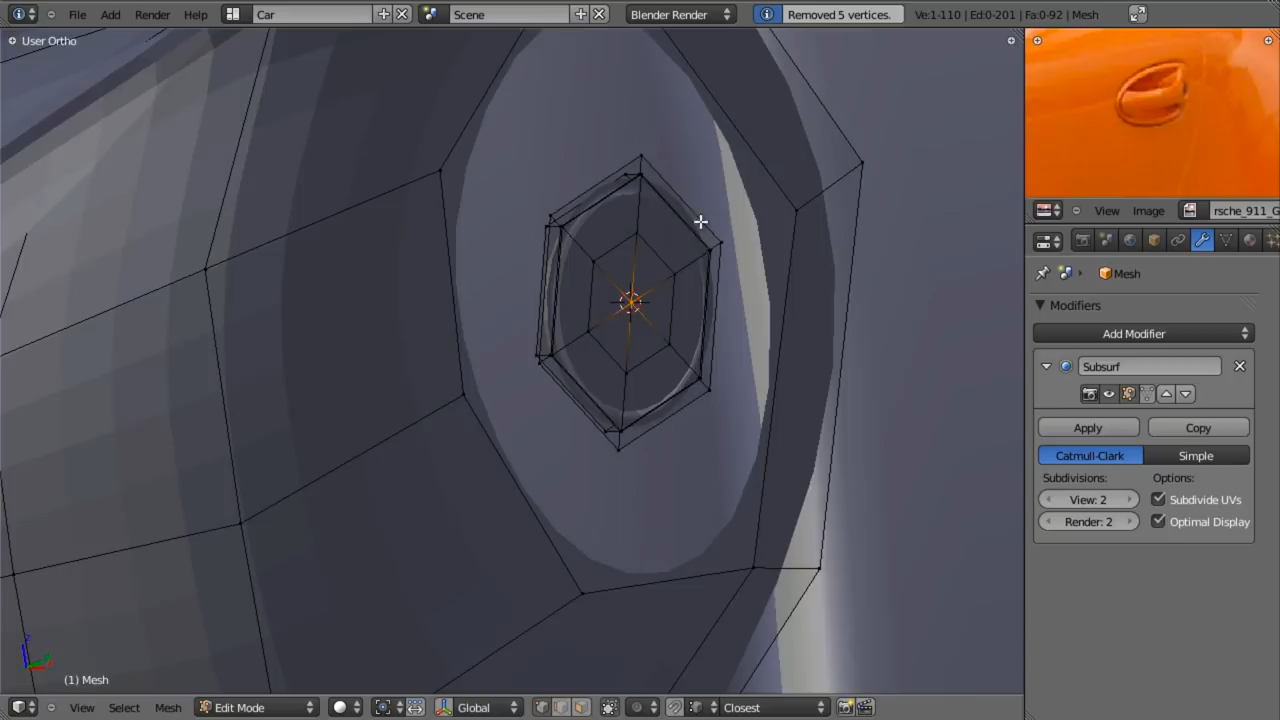 File Add Render Help Car Scene Blender Render Removed 5 vertices. Ve:1-110 | Ed:0-201 | Fa:0-92 | Mesh
User Ortho
View Image rsche_911_G
Mesh
Modifiers
Add Modifier
Subsurf
Apply Copy
Catmull-Clark Simple
Subdivisions: Options:
View: 2 Subdivide UVs
Render: 2 Optimal Display
(1) Mesh
View Select Mesh Edit Mode Global Closest